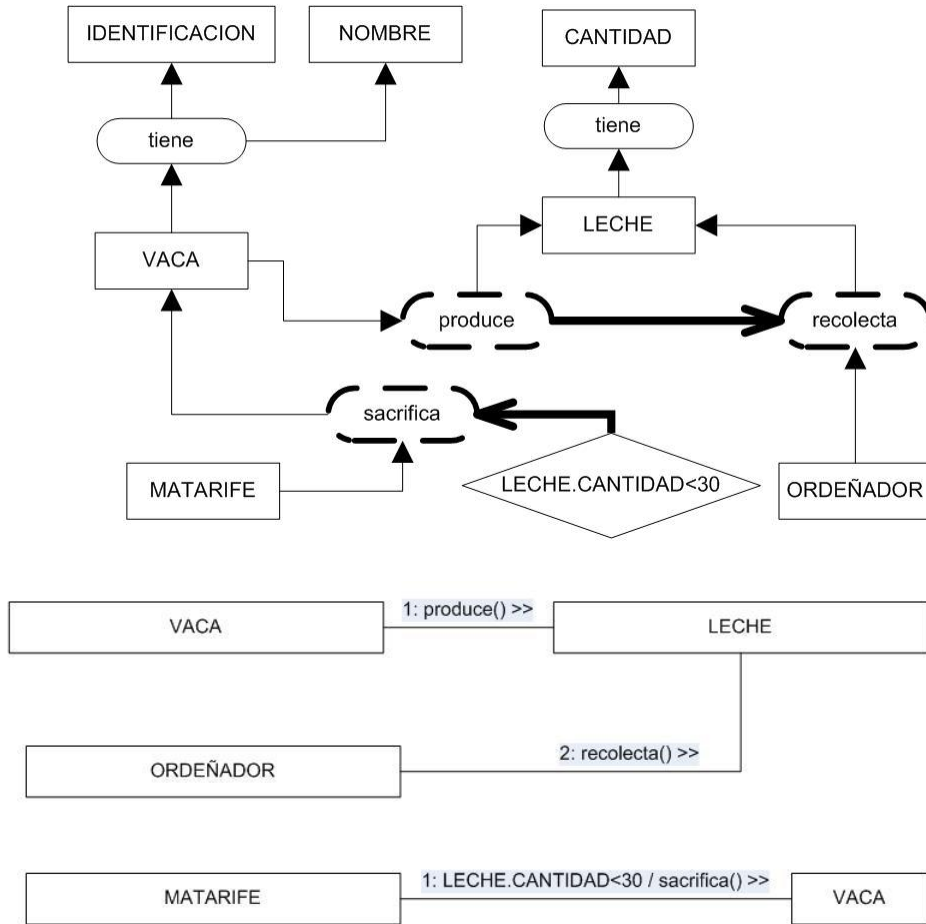 IDENTIFICACION
NOMBRE
CANTIDAD
tiene
tiene
LECHE
VACA
produce
recolecta
sacrifica
MATARIFE
LECHE.CANTIDAD<30
ORDEÑADOR
VACA
1: produce() >>
LECHE
ORDEÑADOR
2: recolecta() >>
MATARIFE
1: LECHE.CANTIDAD<30 / sacrifica() >>
VACA